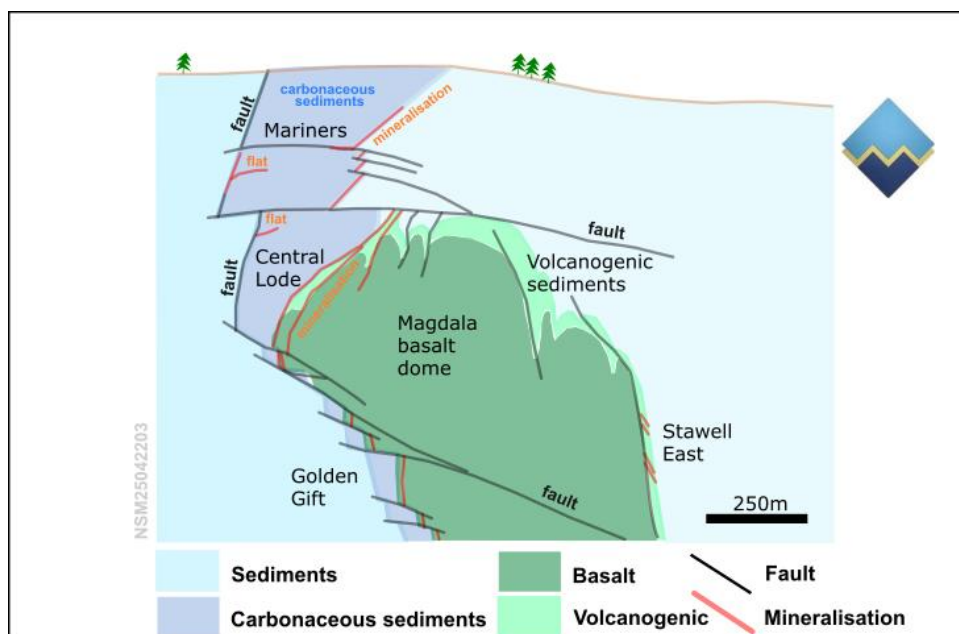 carbonaceous
sediments
fault
Mariners
mineralisation
flat
flat
fault
Central
Lode
fault
mineralisation
Volcanogenic
sediments
Magdala
basalt
dome
Stawell
East
Golden
Gift
fault
250m
NSM25042203
Sediments
Basalt
Fault
Carbonaceous sediments
Volcanogenic
Mineralisation